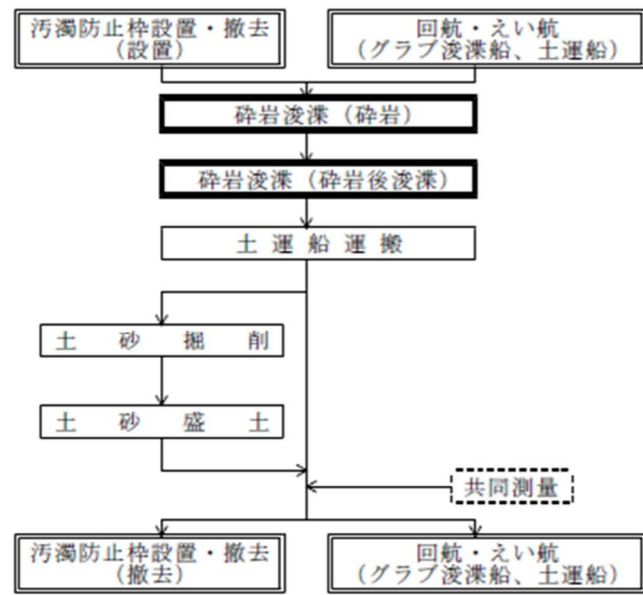 汚濁防止枠設置・撤去
(設置)
回航・えい航
(グラブ浚渫船、土運船)
砕岩浚渫(砕岩)
砕岩浚渫(砕岩後浚渫)
土運船運搬
土砂掘削
土砂盛土
共同測量
汚濁防止枠設置・撤去
(撤去)
回航・えい航
(グラブ浚渫船、土運船)